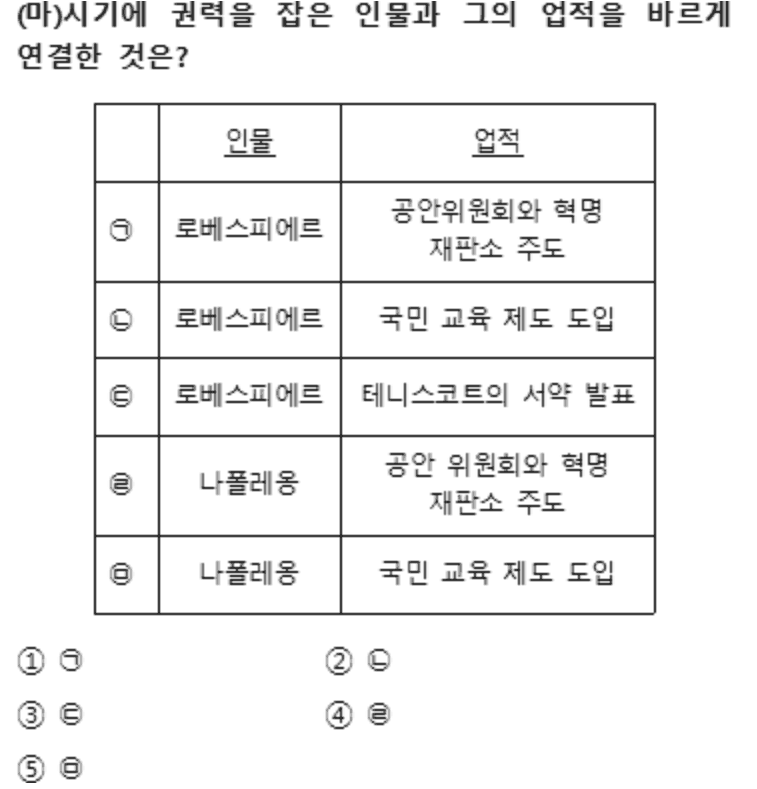 (마)시기에 권력을 잡은 인물과 그의 업적을 바르게
연결한 것은?
인물 업적
㉠ 로베스피에르 공안위원회와 혁명
재판소 주도
㉡ 로베스피에르 국민 교육 제도 도입
㉢ 로베스피에르 테니스코트의 서약 발표
㉣ 나폴레옹 공안 위원회와 혁명
재판소 주도
㉤ 나폴레옹 국민 교육 제도 도입
① ㉠ ② ㉡
③ ㉢ ④ ㉣
⑤ ㉤